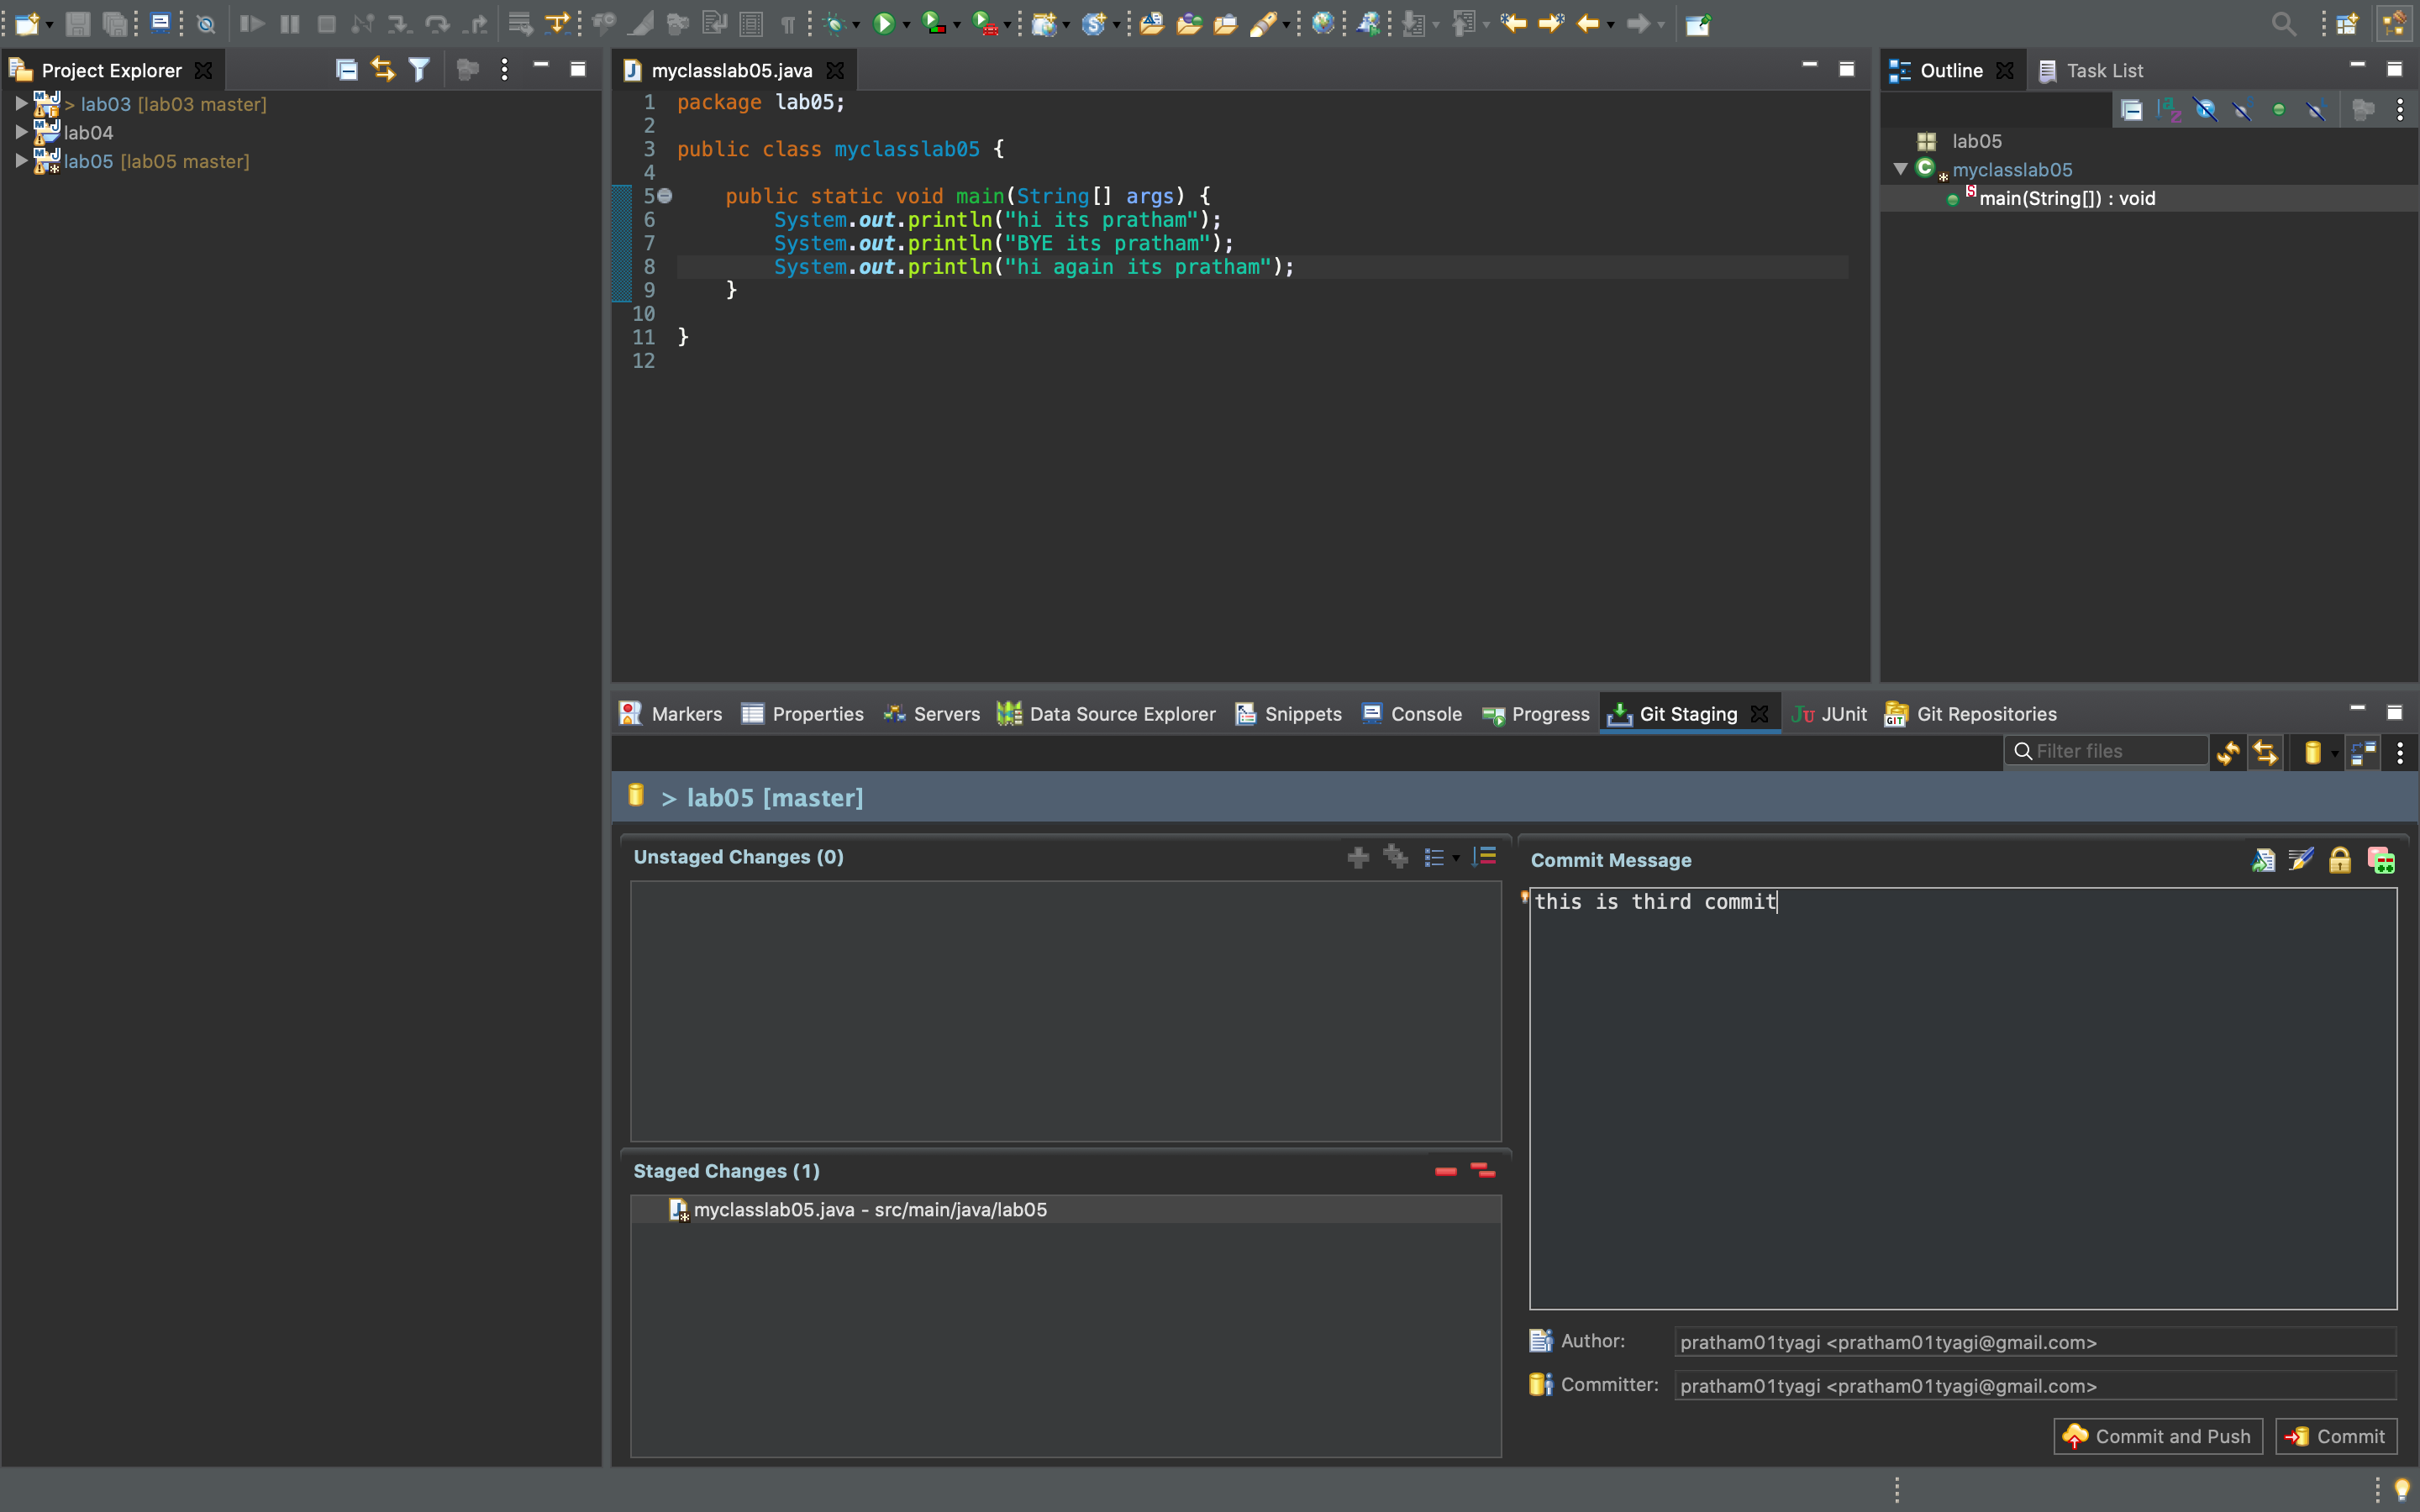 Project Explorer
> lab03 [lab03 master]
lab04
lab05 [lab05 master]
myclasslab05.java
1 package lab05;
2
3 public class myclasslab05 {
4
5 public static void main(String[] args) {
6 System.out.println("hi its pratham");
7 System.out.println("BYE its pratham");
8 System.out.println("hi again its pratham");
9 }
10
11 }
12
Outline Task List
lab05
myclasslab05
main(String[]) : void
Markers Properties Servers Data Source Explorer Snippets Console Progress Git Staging JUnit Git Repositories
Filter files
> lab05 [master]
Unstaged Changes (0)
Staged Changes (1)
myclasslab05.java - src/main/java/lab05
Commit Message
this is third commit
Author: pratham01tyagi <pratham01tyagi@gmail.com>
Committer: pratham01tyagi <pratham01tyagi@gmail.com>
Commit and Push Commit